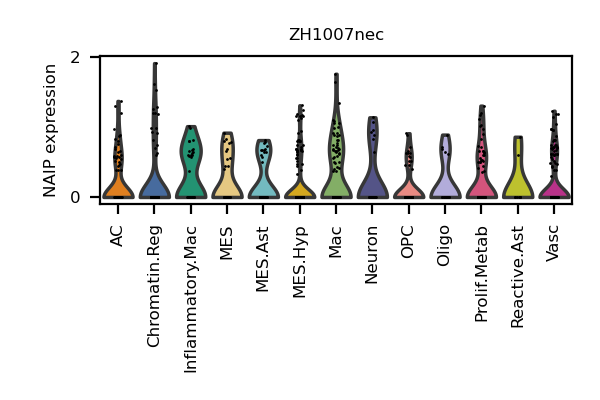 ZH1007nec
NAIP expression
2
0
AC
Chromatin.Reg
Inflammatory.Mac
MES
MES.Ast
MES.Hyp
Mac
Neuron
OPC
Oligo
Prolif.Metab
Reactive.Ast
Vasc